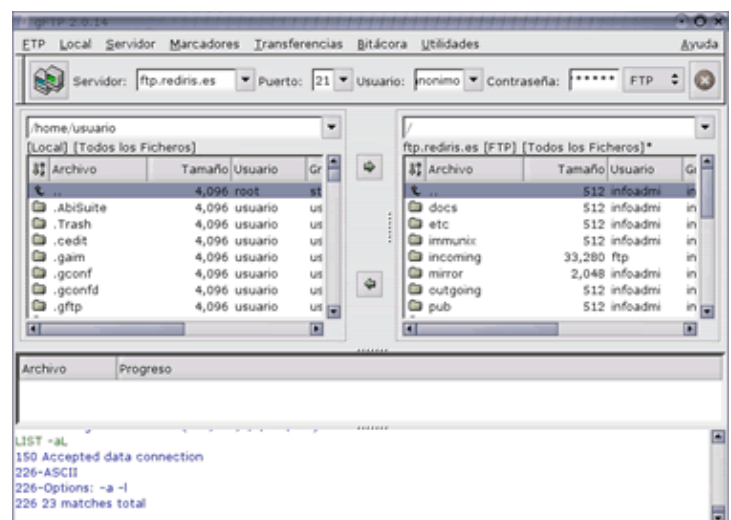 gFTP 2.0.14
FTP Local Servidor Marcadores Transferencias Bitácora Utilidades Ayuda
Servidor: ftp.rediris.es Puerto: 21 Usuario: nonimo Contraseña: ****** FTP
/home/usuario
[Local] [Todos los Ficheros]
Archivo Tamaño Usuario Gr
.. 4,096 root st
.AbiSuite 4,096 usuario us
.Trash 4,096 usuario us
.cedit 4,096 usuario us
.gaim 4,096 usuario us
.gconf 4,096 usuario us
.gconfd 4,096 usuario us
.gftp 4,096 usuario us
/
ftp.rediris.es [FTP] [Todos los Ficheros]*
Archivo Tamaño Usuario Gr
.. 512 infoadmi in
docs 512 infoadmi in
etc 512 infoadmi in
immunix 512 infoadmi in
incoming 33,280 ftp in
mirror 2,048 infoadmi in
outgoing 512 infoadmi in
pub 512 infoadmi in
Archivo Progreso
LIST -aL
150 Accepted data connection
226-ASCII
226-Options: -a -l
226 23 matches total